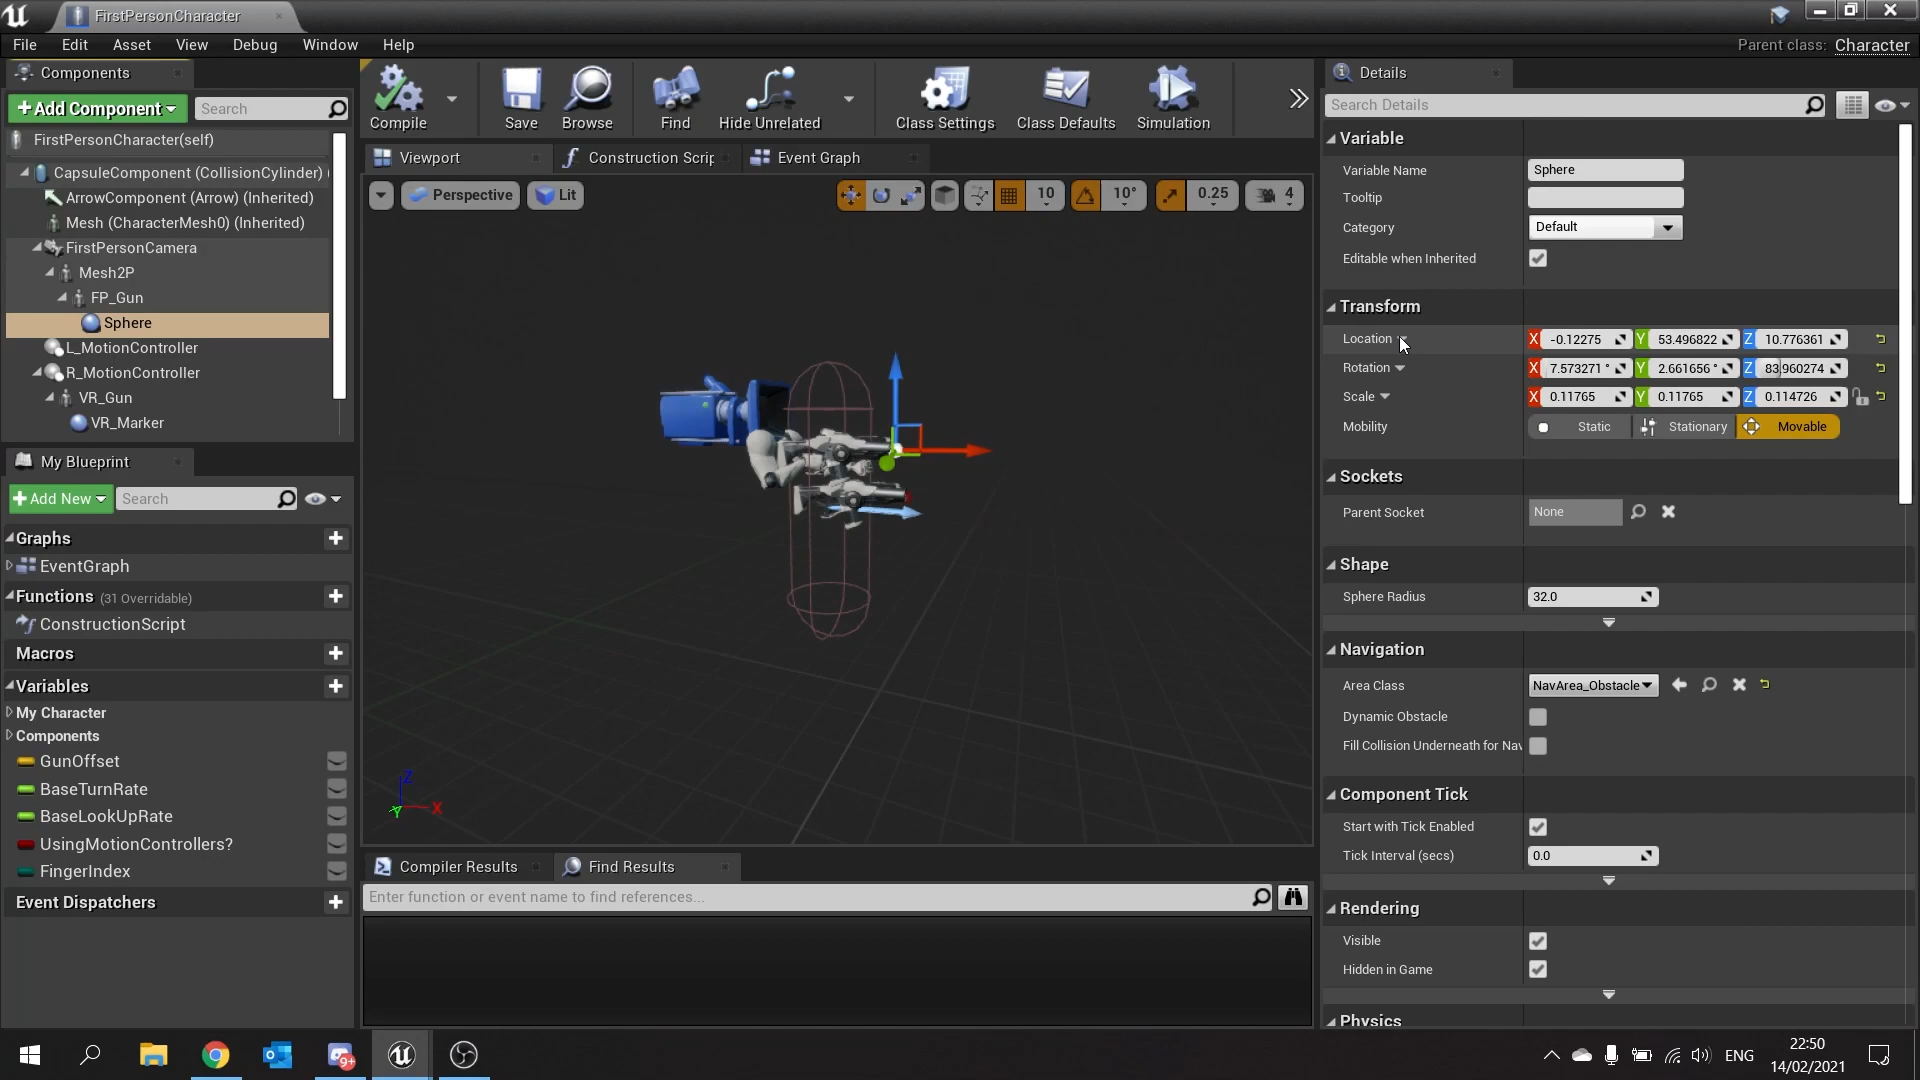 FirstPersonCharacter
File Edit Asset View Debug Window Help
Parent class: Character
Components
Add Component
Search
FirstPersonCharacter(self)
CapsuleComponent (CollisionCylinder) (
ArrowComponent (Arrow) (Inherited)
Mesh (CharacterMesh0) (Inherited)
FirstPersonCamera
Mesh2P
FP_Gun
Sphere
L_MotionController
R_MotionController
VR_Gun
VR_Marker
My Blueprint
Add New
Search
Graphs
EventGraph
Functions (31 Overridable)
ConstructionScript
Macros
Variables
My Character
Components
GunOffset
BaseTurnRate
BaseLookUpRate
UsingMotionControllers?
FingerIndex
Event Dispatchers
Compile Save Browse Find Hide Unrelated Class Settings Class Defaults Simulation
Viewport Construction Scrip Event Graph
Perspective Lit 10 10° 0.25 4
Z
Y X
Compiler Results Find Results
Enter function or event name to find references...
Details
Search Details
Variable
Variable Name Sphere
Tooltip
Category Default
Editable when Inherited
Transform
Location X -0.12275 Y 53.496822 Z 10.776361
Rotation X 7.573271 ° Y 2.661656 ° Z 83.960274
Scale X 0.11765 Y 0.11765 Z 0.114726
Mobility Static Stationary Movable
Sockets
Parent Socket None
Shape
Sphere Radius 32.0
Navigation
Area Class NavArea_Obstacle
Dynamic Obstacle
Fill Collision Underneath for Nav
Component Tick
Start with Tick Enabled
Tick Interval (secs) 0.0
Rendering
Visible
Hidden in Game
Physics
9+
ENG
22:50
14/02/2021